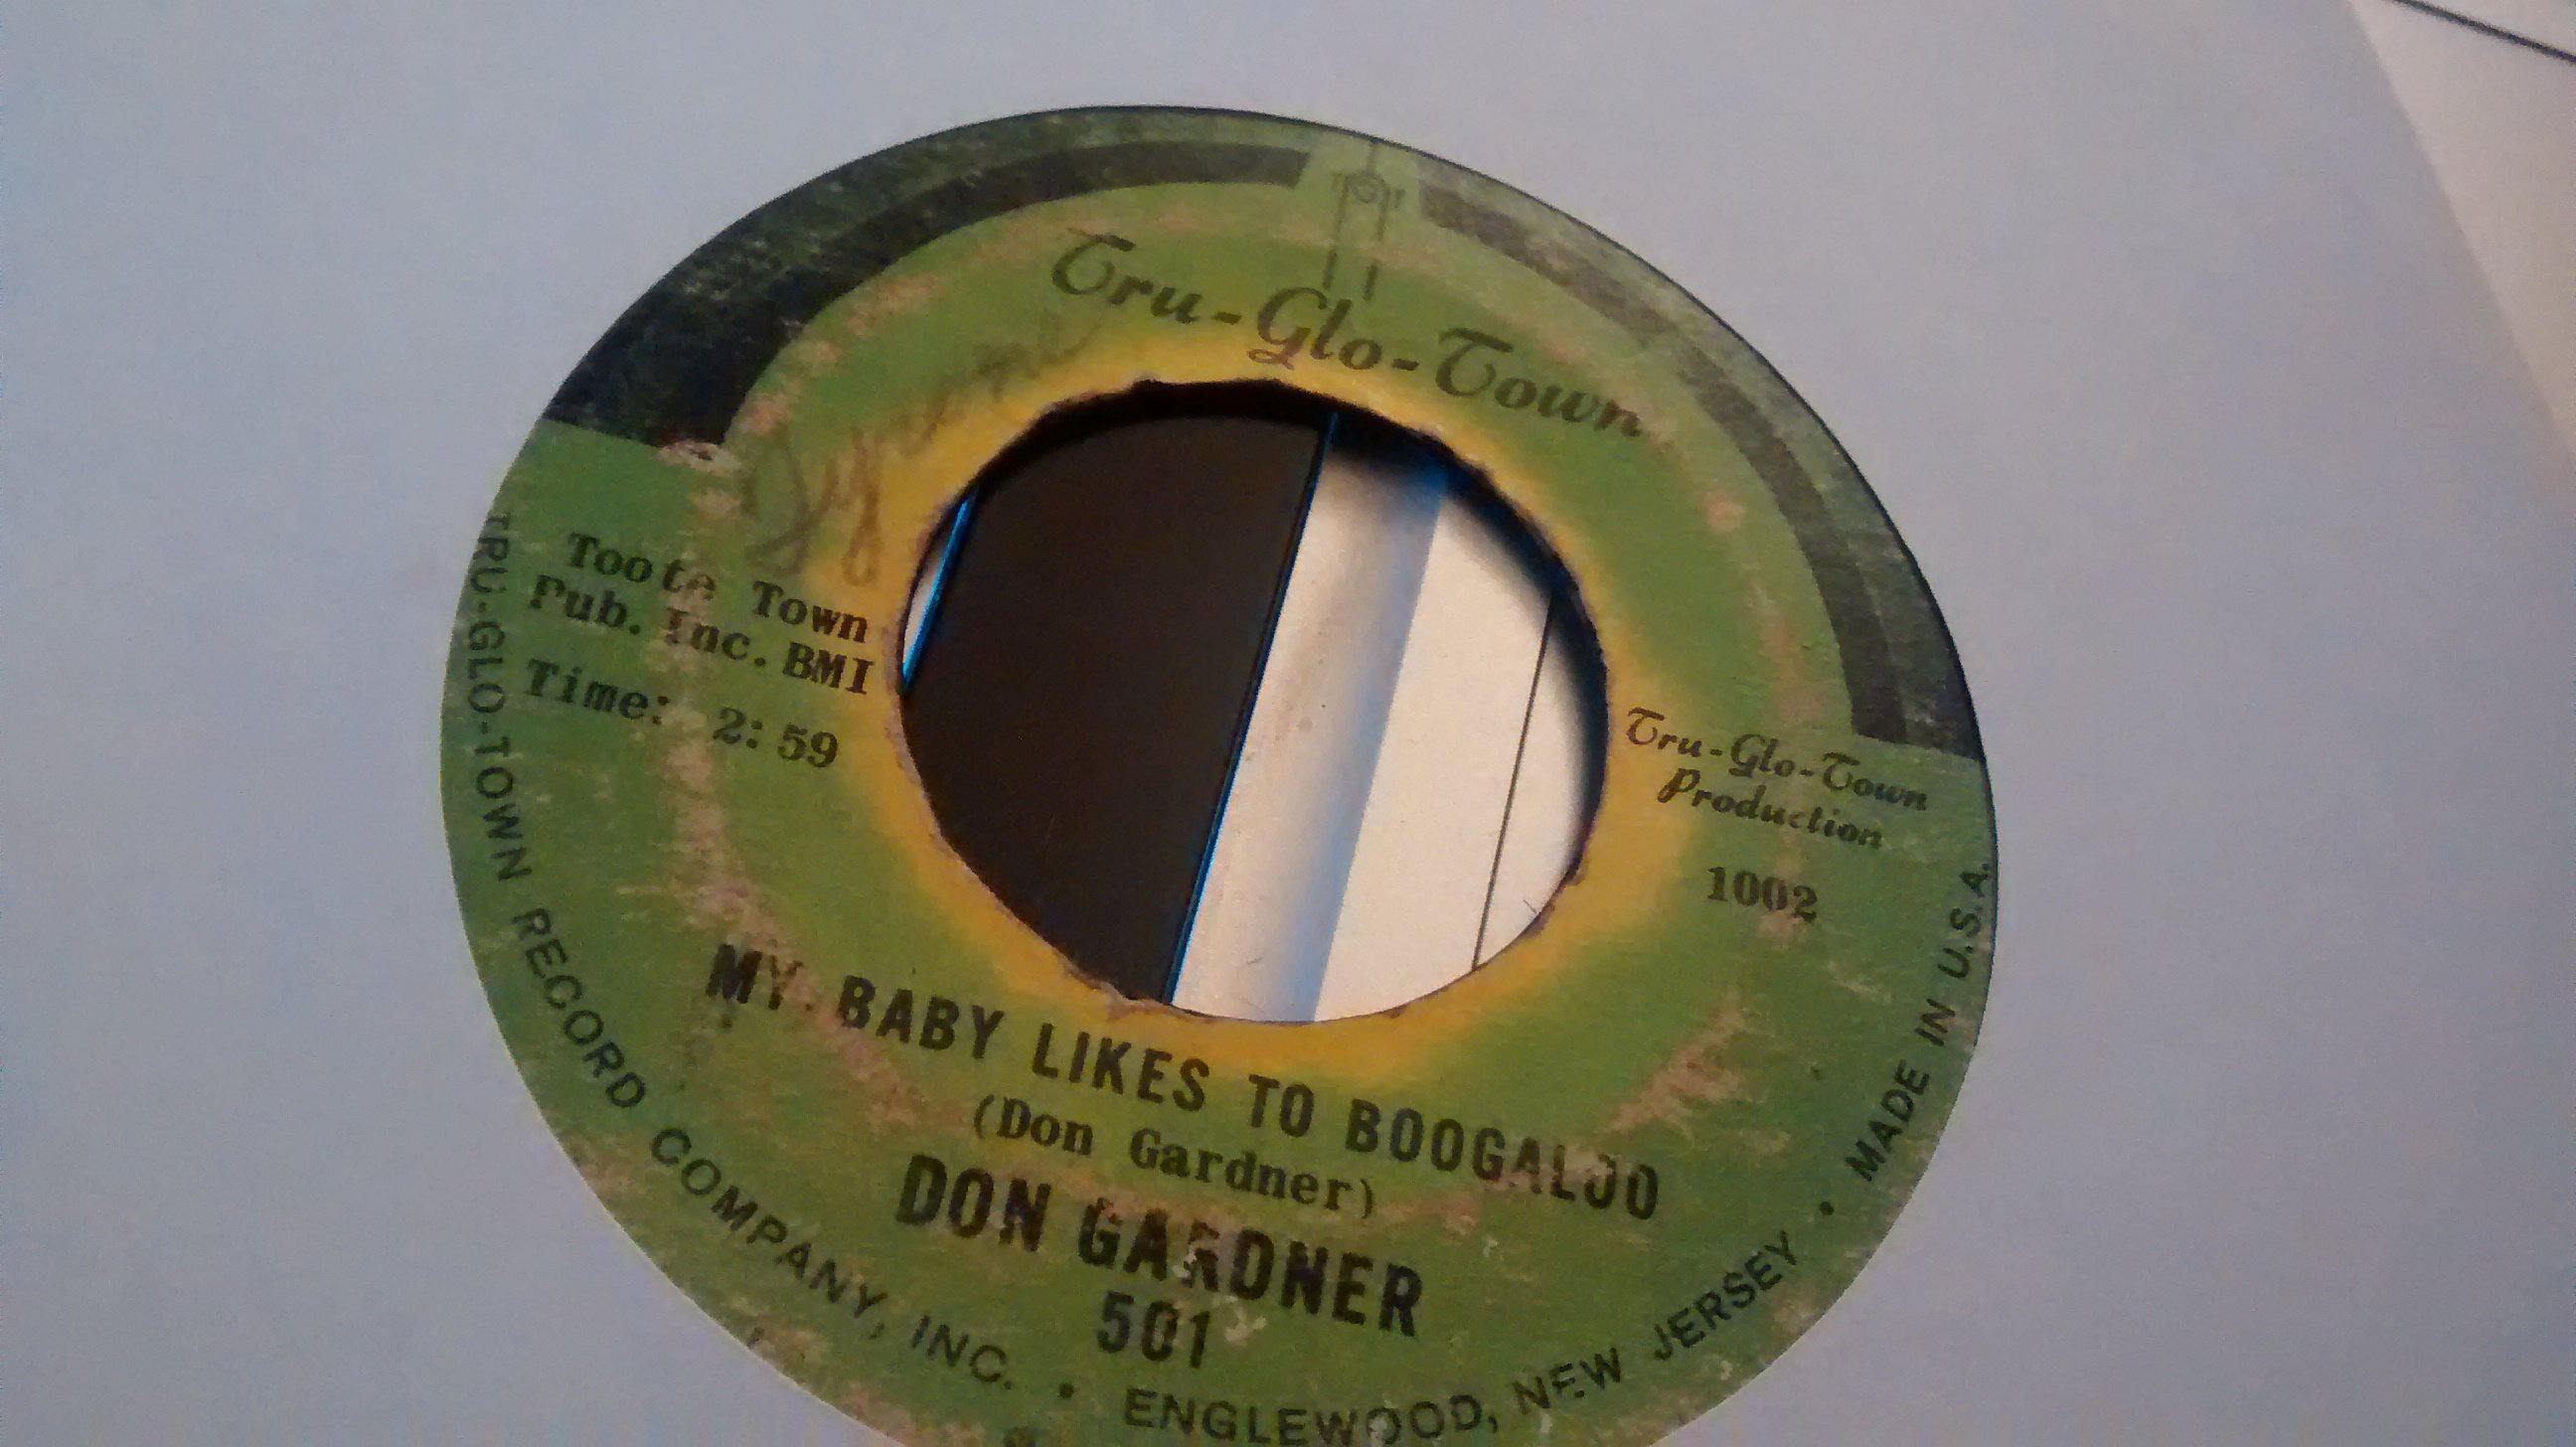 Tru-Glo-Town
Toote Town
Pub. Inc. BMI
Time: 2:59
Tru-Glo-Town
Production
1002
MY BABY LIKES TO BOOGALOO
(Don Gardner)
DON GARDNER
501
TRU-GLO-TOWN RECORD COMPANY, INC. • ENGLEWOOD, NEW JERSEY • MADE IN U.S.A.